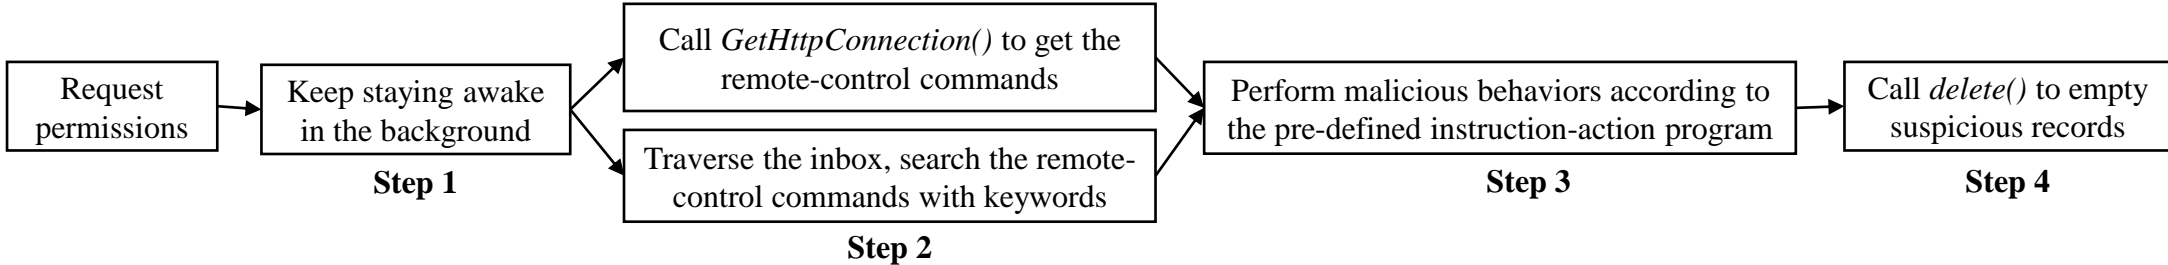 Request
permissions
Keep staying awake
in the background
Step 1
Call GetHttpConnection() to get the
remote-control commands
Traverse the inbox, search the remote-
control commands with keywords
Step 2
Perform malicious behaviors according to
the pre-defined instruction-action program
Step 3
Call delete() to empty
suspicious records
Step 4